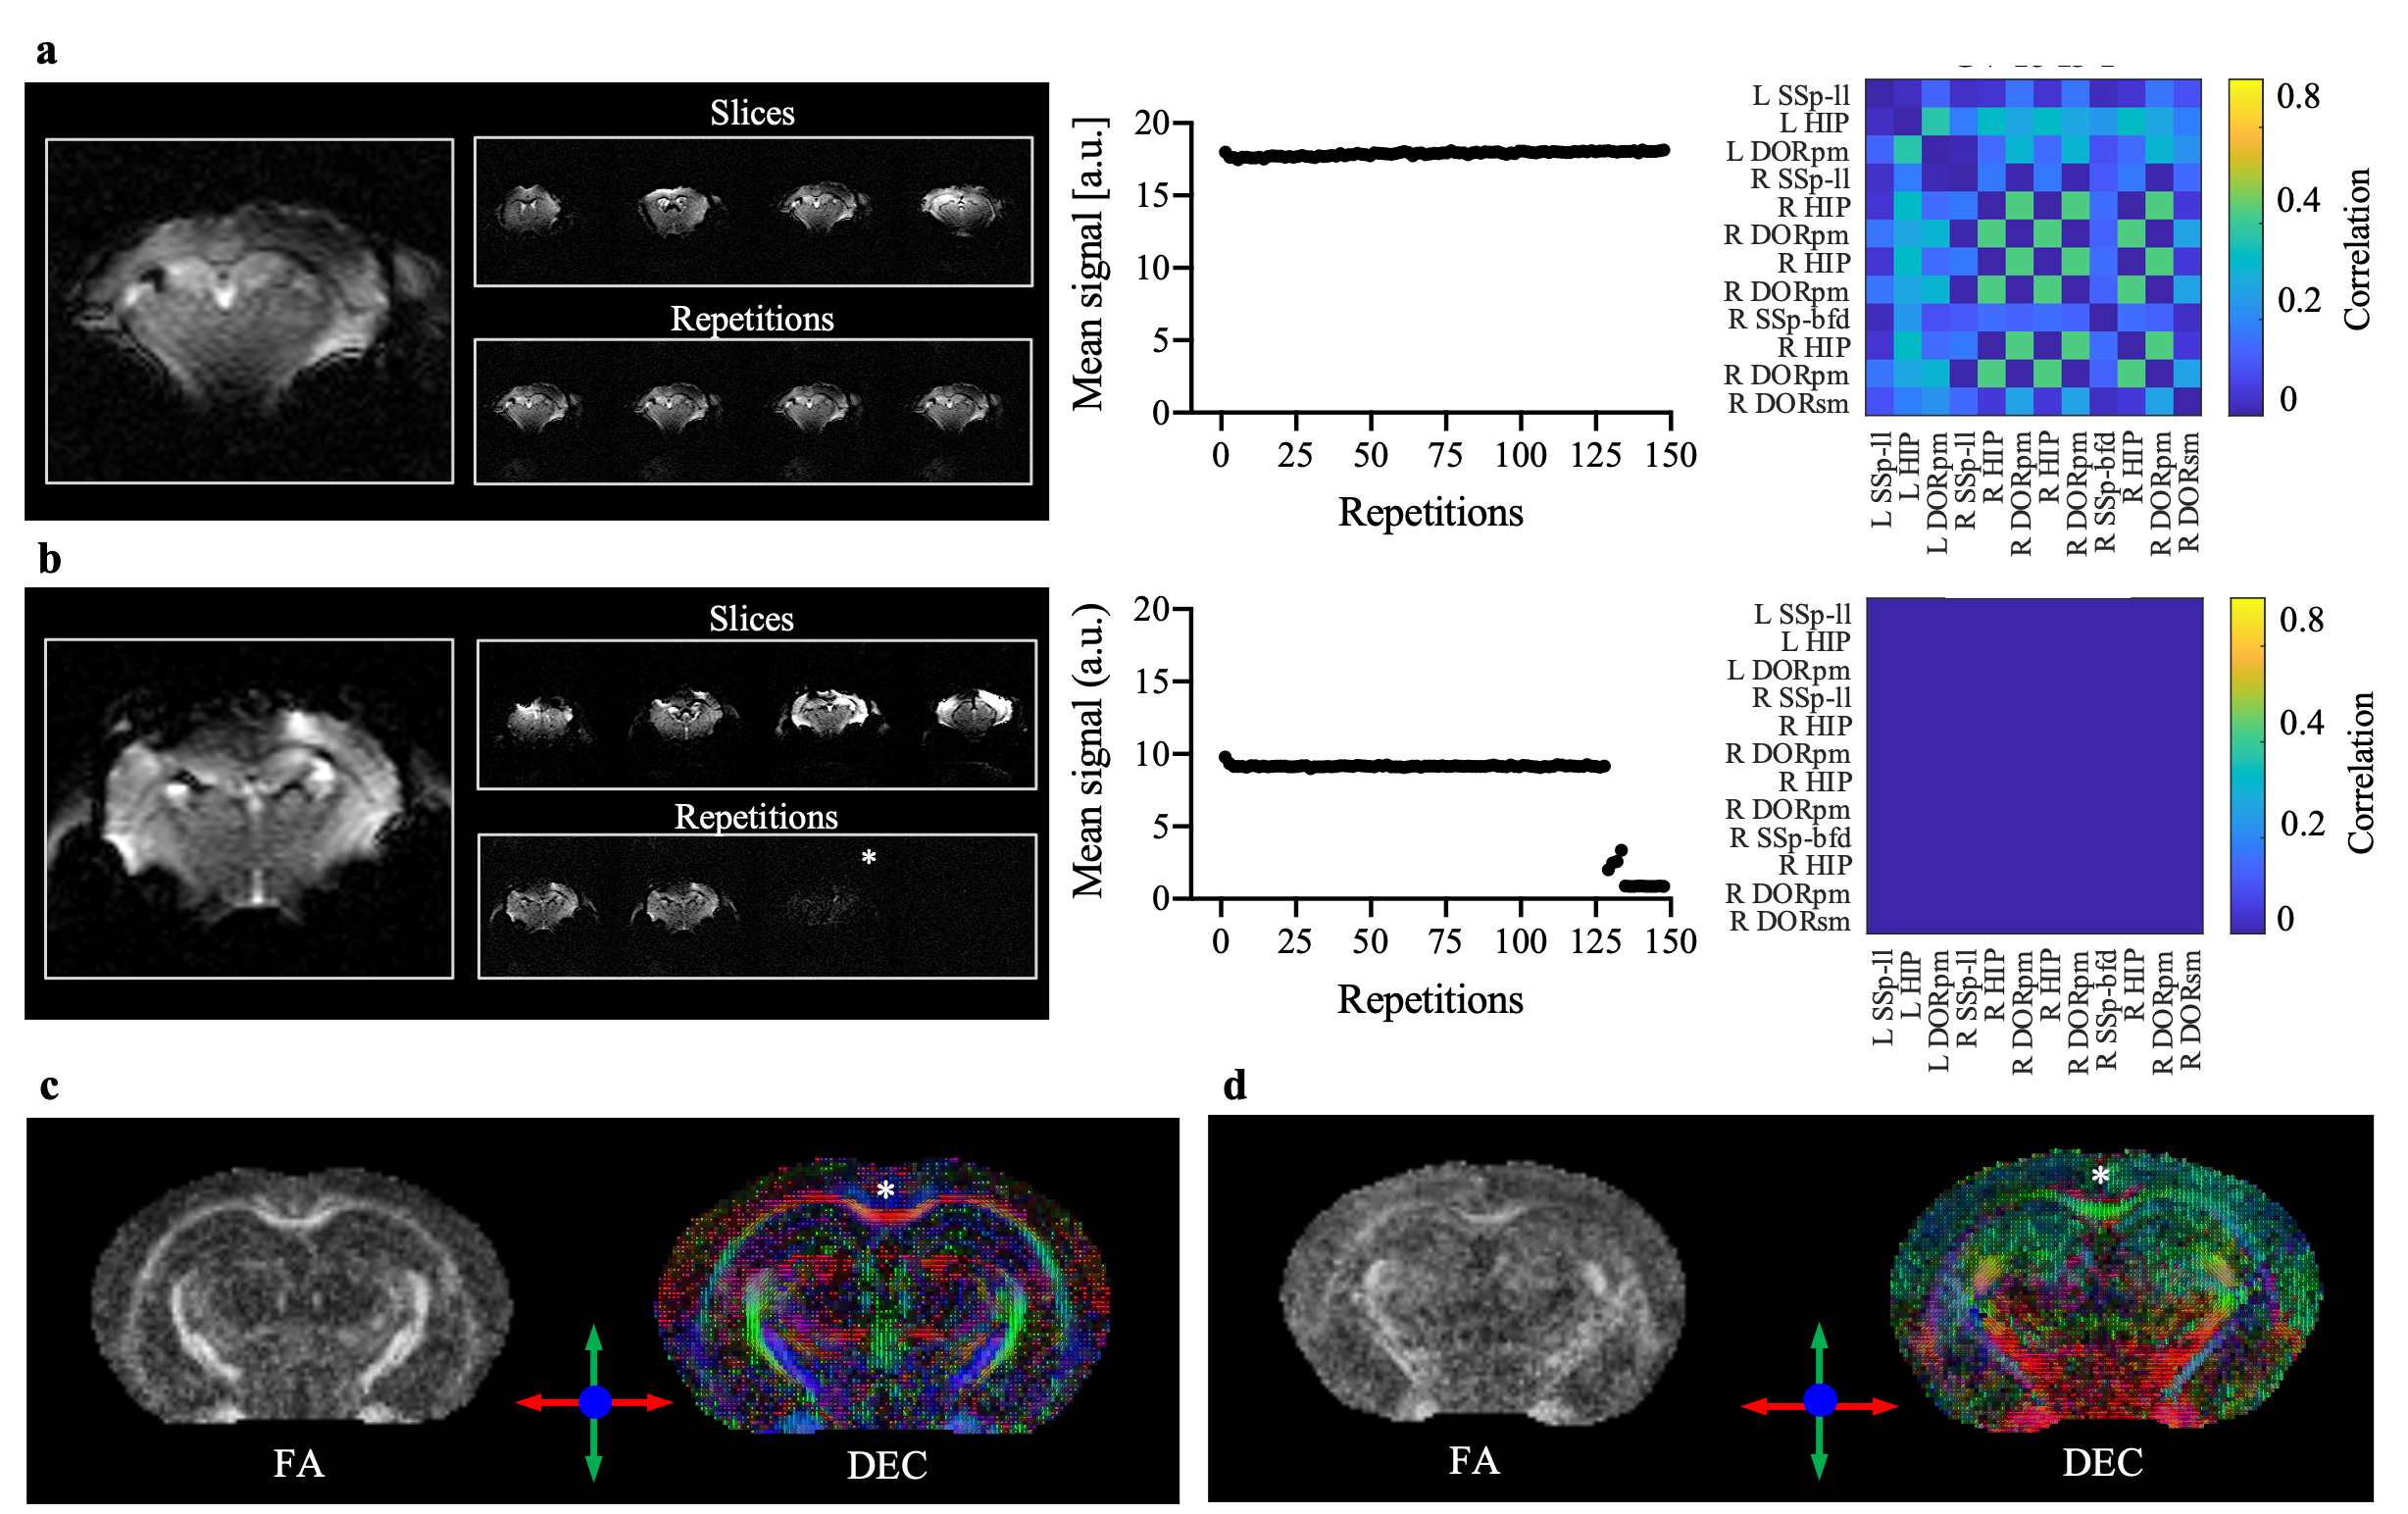 a
Slices
Repetitions
Mean signal [a.u.]
20
15
10
5
0
0 25 50 75 100 125 150
Repetitions
L SSp-ll
L HIP
L DORpm
R SSp-ll
R HIP
R DORpm
R HIP
R DORpm
R SSp-bfd
R HIP
R DORpm
R DORsm
L SSp-ll
L HIP
L DORpm
R SSp-ll
R HIP
R DORpm
R HIP
R DORpm
R SSp-bfd
R HIP
R DORpm
R DORsm
0.8
0.4
0.2
0
Correlation
b
Slices
Repetitions
*
Mean signal (a.u.)
20
15
10
5
0
0 25 50 75 100 125 150
Repetitions
L SSp-ll
L HIP
L DORpm
R SSp-ll
R HIP
R DORpm
R HIP
R DORpm
R SSp-bfd
R HIP
R DORpm
R DORsm
L SSp-ll
L HIP
L DORpm
R SSp-ll
R HIP
R DORpm
R HIP
R DORpm
R SSp-bfd
R HIP
R DORpm
R DORsm
0.8
0.4
0.2
0
Correlation
c
*
FA
DEC
d
*
FA
DEC